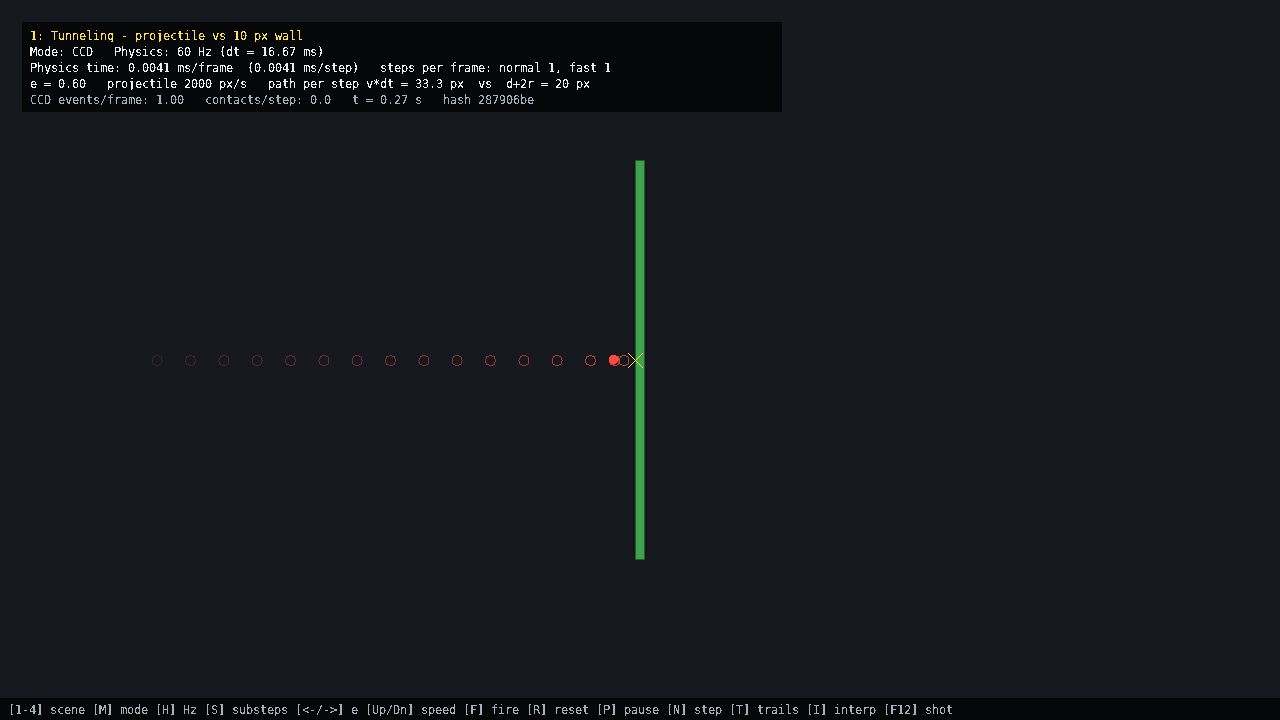 1: Tunneling - projectile vs 10 px wall
Mode: CCD   Physics: 60 Hz (dt = 16.67 ms)
Physics time: 0.0041 ms/frame  (0.0041 ms/step)   steps per frame: normal 1, fast 1
e = 0.60   projectile 2000 px/s   path per step v*dt = 33.3 px  vs  d+2r = 20 px
CCD events/frame: 1.00   contacts/step: 0.0   t = 0.27 s   hash 287906be
[1-4] scene [M] mode [H] Hz [S] substeps [<-/->] e [Up/Dn] speed [F] fire [R] reset [P] pause [N] step [T] trails [I] interp [F12] shot